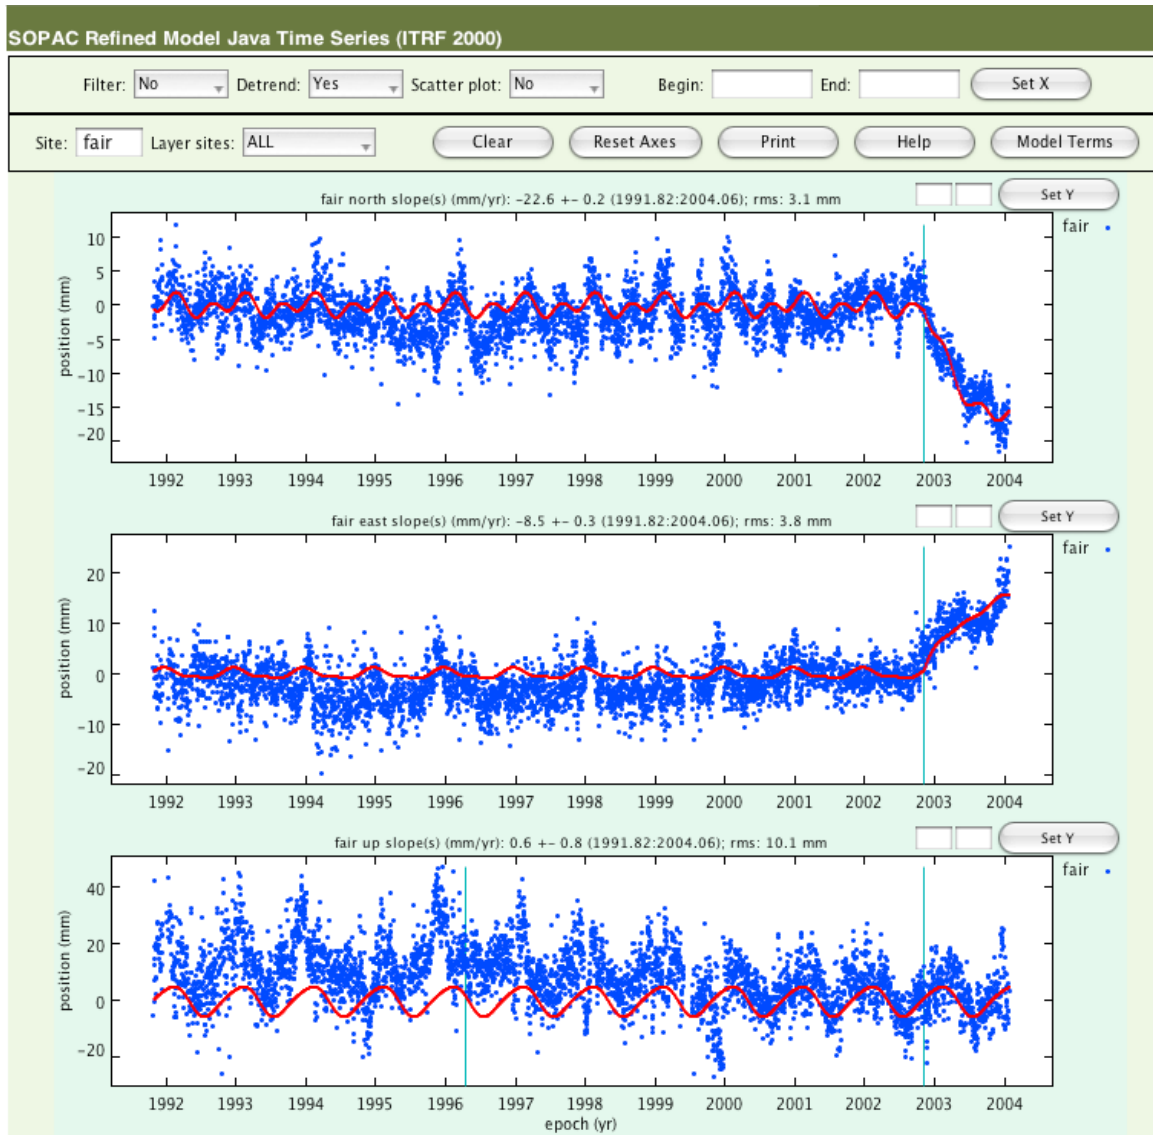 SOPAC Refined Model Java Time Series (ITRF 2000)
Filter: No Detrend: Yes Scatter plot: No Begin: End: Set X
Site: fair Layer sites: ALL Clear Reset Axes Print Help Model Terms
fair north slope(s) (mm/yr): -22.6 +- 0.2 (1991.82:2004.06); rms: 3.1 mm Set Y
fair
position (mm)
10
5
0
-5
-10
-15
-20
1992 1993 1994 1995 1996 1997 1998 1999 2000 2001 2002 2003 2004
fair east slope(s) (mm/yr): -8.5 +- 0.3 (1991.82:2004.06); rms: 3.8 mm Set Y
fair
position (mm)
20
10
0
-10
-20
1992 1993 1994 1995 1996 1997 1998 1999 2000 2001 2002 2003 2004
fair up slope(s) (mm/yr): 0.6 +- 0.8 (1991.82:2004.06); rms: 10.1 mm Set Y
fair
position (mm)
40
20
0
-20
1992 1993 1994 1995 1996 1997 1998 1999 2000 2001 2002 2003 2004
epoch (yr)